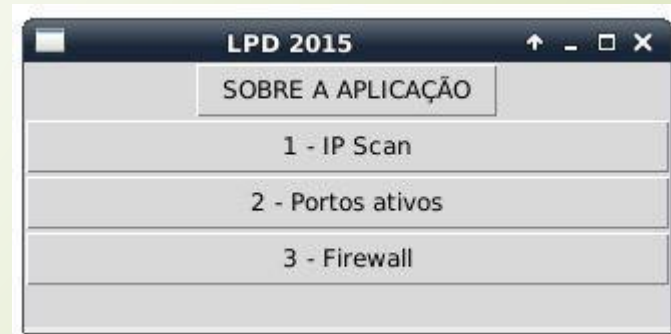 LPD 2015
SOBRE A APLICAÇÃO
1 - IP Scan
2 - Portos ativos
3 - Firewall